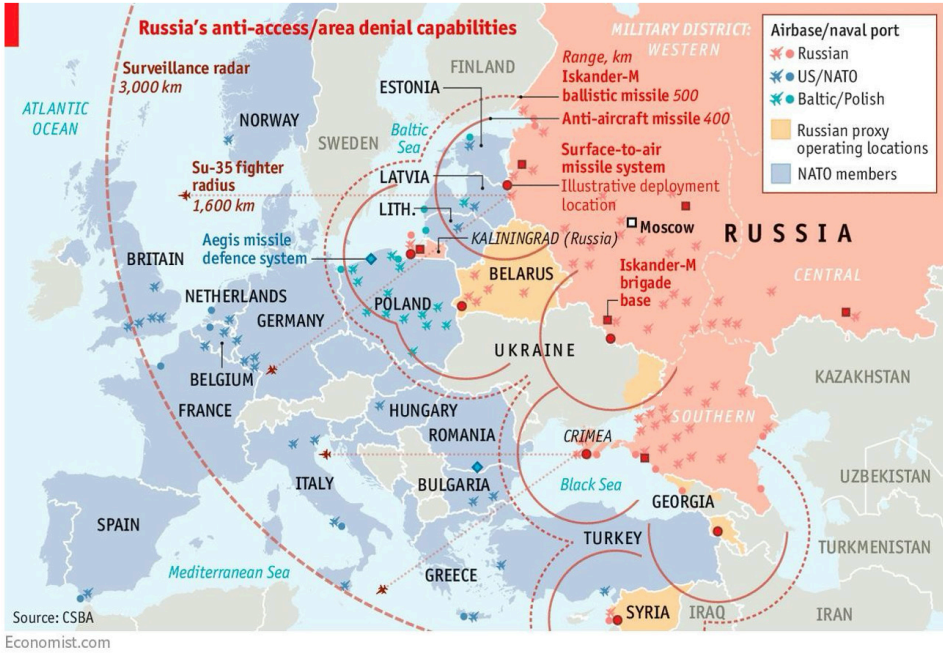 Russia's anti-access/area denial capabilities
MILITARY DISTRICT:
WESTERN
Airbase/naval port
Russian
US/NATO
Baltic/Polish
Russian proxy
operating locations
NATO members
Surveillance radar
3,000 km
FINLAND
Range, km
Iskander-M
ballistic missile 500
Anti-aircraft missile 400
ESTONIA
ATLANTIC
OCEAN
NORWAY
SWEDEN
Baltic
Sea
Surface-to-air
missile system
Illustrative deployment
location
Su-35 fighter
radius
1,600 km
LATVIA
LITH.
Moscow
RUSSIA
KALININGRAD (Russia)
Aegis missile
defence system
BRITAIN
BELARUS
Iskander-M
brigade
base
CENTRAL
NETHERLANDS
POLAND
GERMANY
UKRAINE
BELGIUM
KAZAKHSTAN
FRANCE
HUNGARY
SOUTHERN
ROMANIA
CRIMEA
UZBEKISTAN
ITALY
BULGARIA
Black Sea
GEORGIA
SPAIN
TURKEY
TURKMENISTAN
Mediterranean Sea
GREECE
SYRIA
IRAQ
IRAN
Source: CSBA
Economist.com